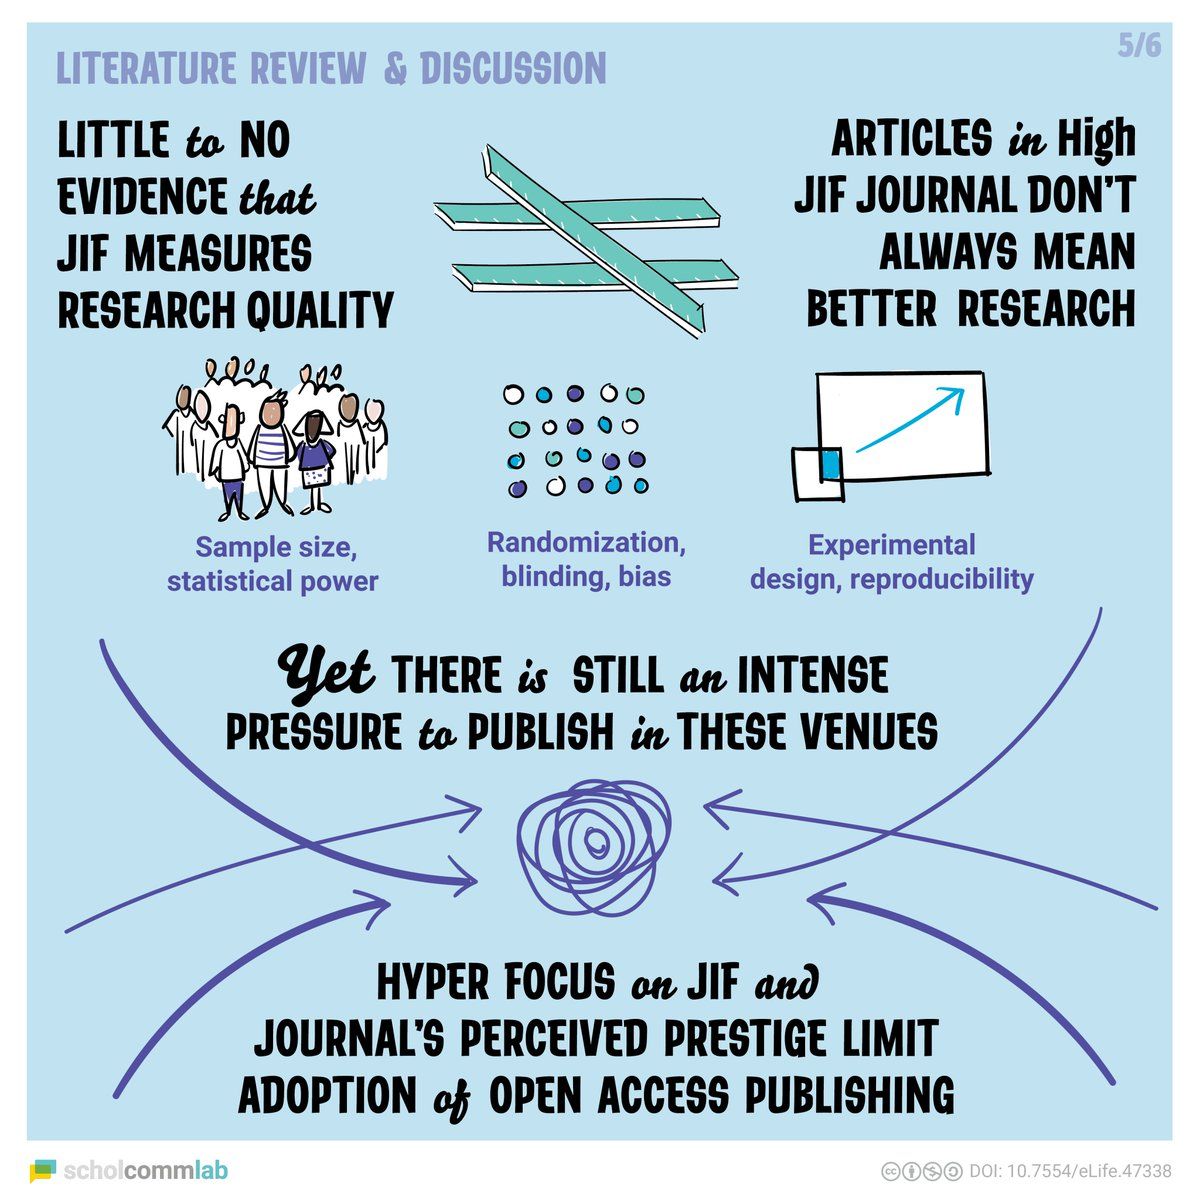 LITERATURE REVIEW & DISCUSSION
5/6
LITTLE to NO
EVIDENCE that
JIF MEASURES
RESEARCH QUALITY
ARTICLES in High
JIF JOURNAL DON'T
ALWAYS MEAN
BETTER RESEARCH
Sample size,
statistical power
Randomization,
blinding, bias
Experimental
design, reproducibility
Yet THERE is STILL an INTENSE
PRESSURE to PUBLISH in THESE VENUES
HYPER FOCUS on JIF and
JOURNAL'S PERCEIVED PRESTIGE LIMIT
ADOPTION of OPEN ACCESS PUBLISHING
scholcommlab
DOI: 10.7554/eLife.47338